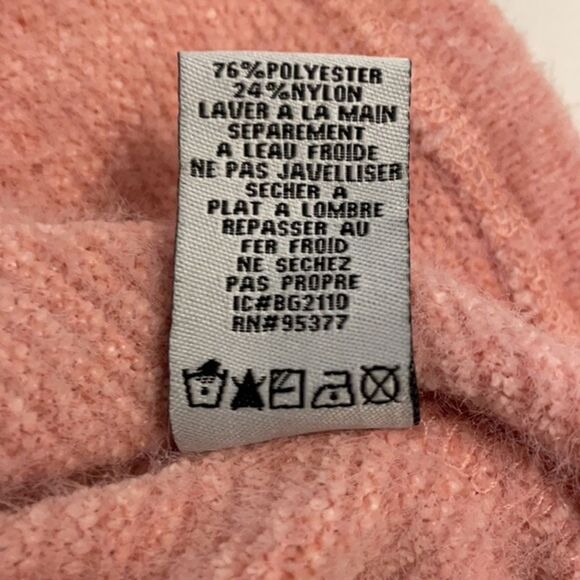 76%POLYESTER
24%NYLON
LAVER A LA MAIN
SEPAREMENT
A LEAU FROIDE
NE PAS JAVELLISER
SECHER A
PLAT A LOMBRE
REPASSER AU
FER FROID
NE SECHEZ
PAS PROPRE
IC#BG2110
RN#95377